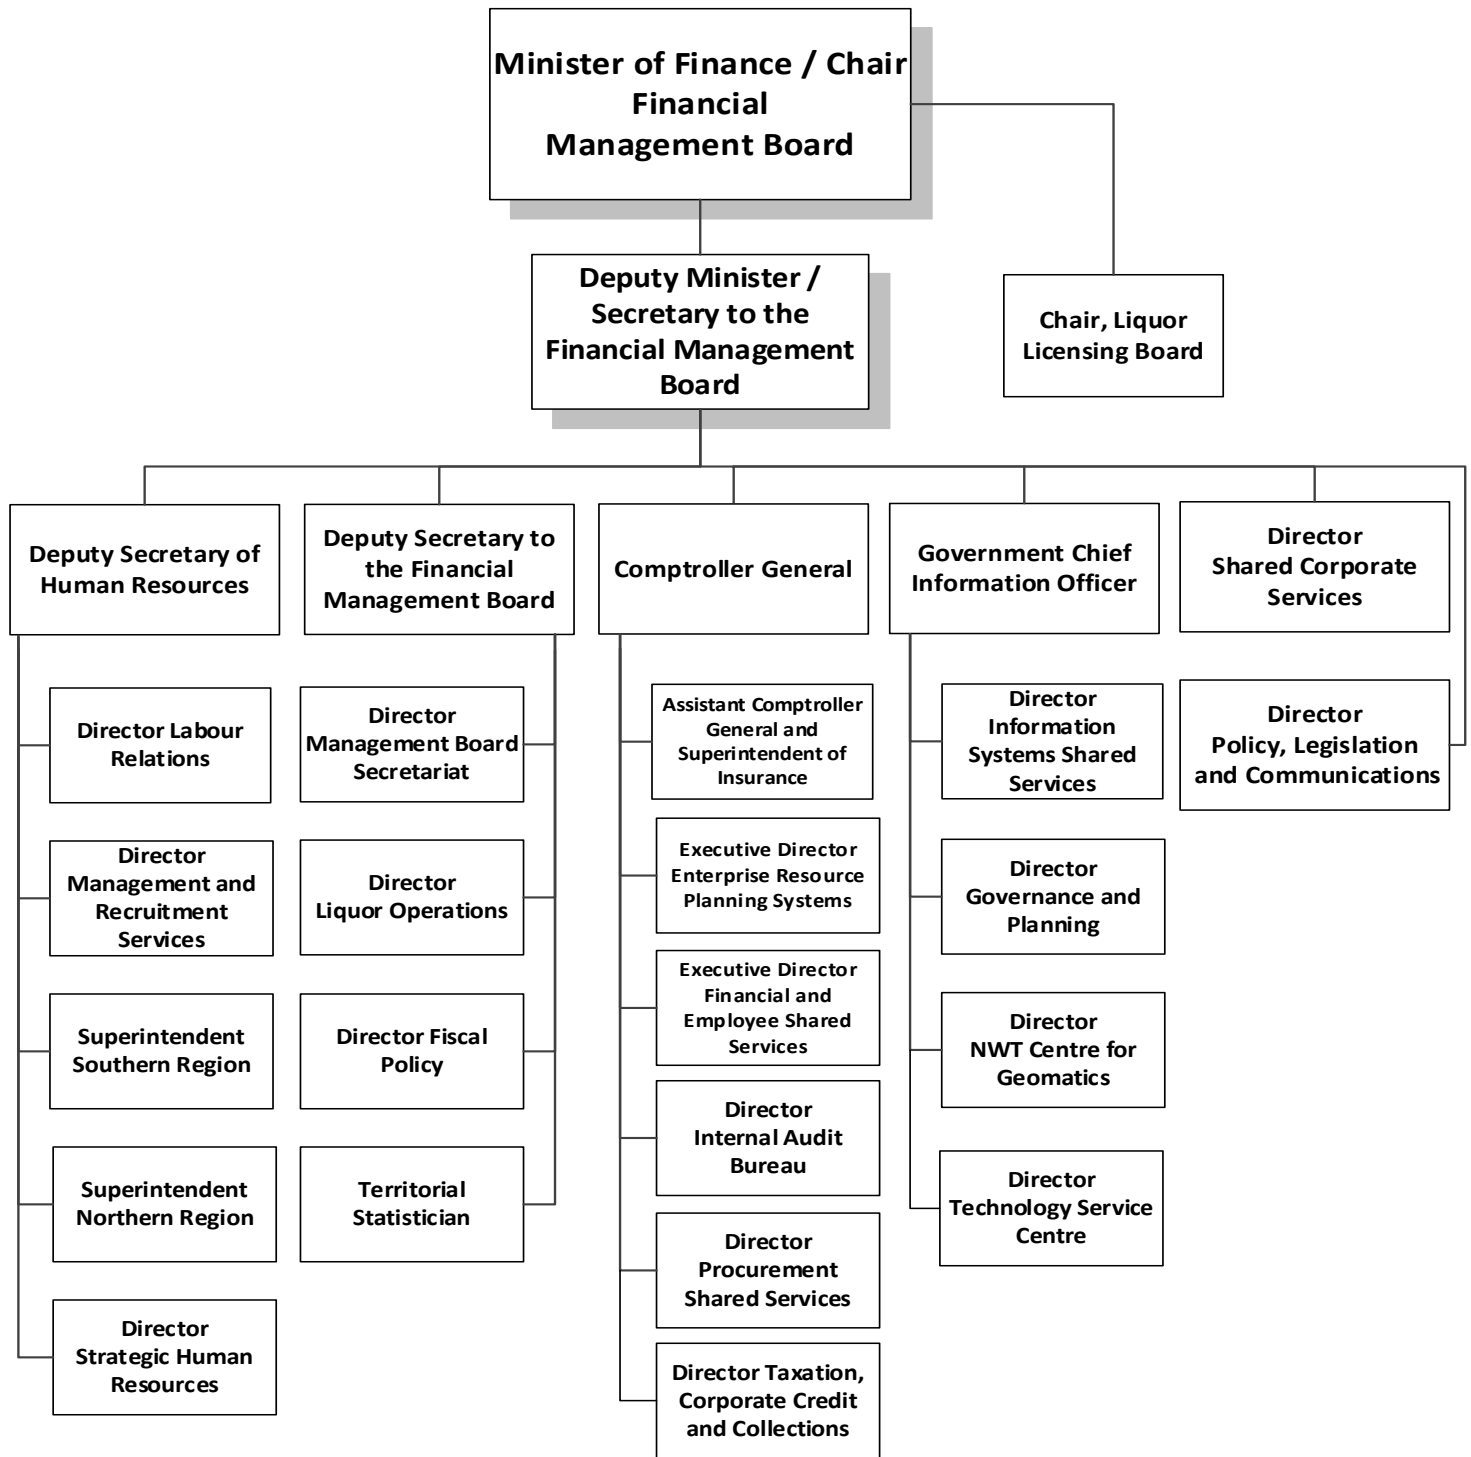 Minister of Finance / Chair
Financial
Management Board
Deputy Minister /
Secretary to the
Financial Management
Board
Chair, Liquor
Licensing Board
Deputy Secretary of
Human Resources
Deputy Secretary to
the Financial
Management Board
Comptroller General
Government Chief
Information Officer
Director
Shared Corporate
Services
Director Labour
Relations
Director
Management and
Recruitment
Services
Superintendent
Southern Region
Superintendent
Northern Region
Director
Strategic Human
Resources
Director
Management Board
Secretariat
Director
Liquor Operations
Director Fiscal
Policy
Territorial
Statistician
Assistant Comptroller
General and
Superintendent of
Insurance
Executive Director
Enterprise Resource
Planning Systems
Executive Director
Financial and
Employee Shared
Services
Director
Internal Audit
Bureau
Director
Procurement
Shared Services
Director Taxation,
Corporate Credit
and Collections
Director
Information
Systems Shared
Services
Director
Governance and
Planning
Director
NWT Centre for
Geomatics
Director
Technology Service
Centre
Director
Policy, Legislation
and Communications